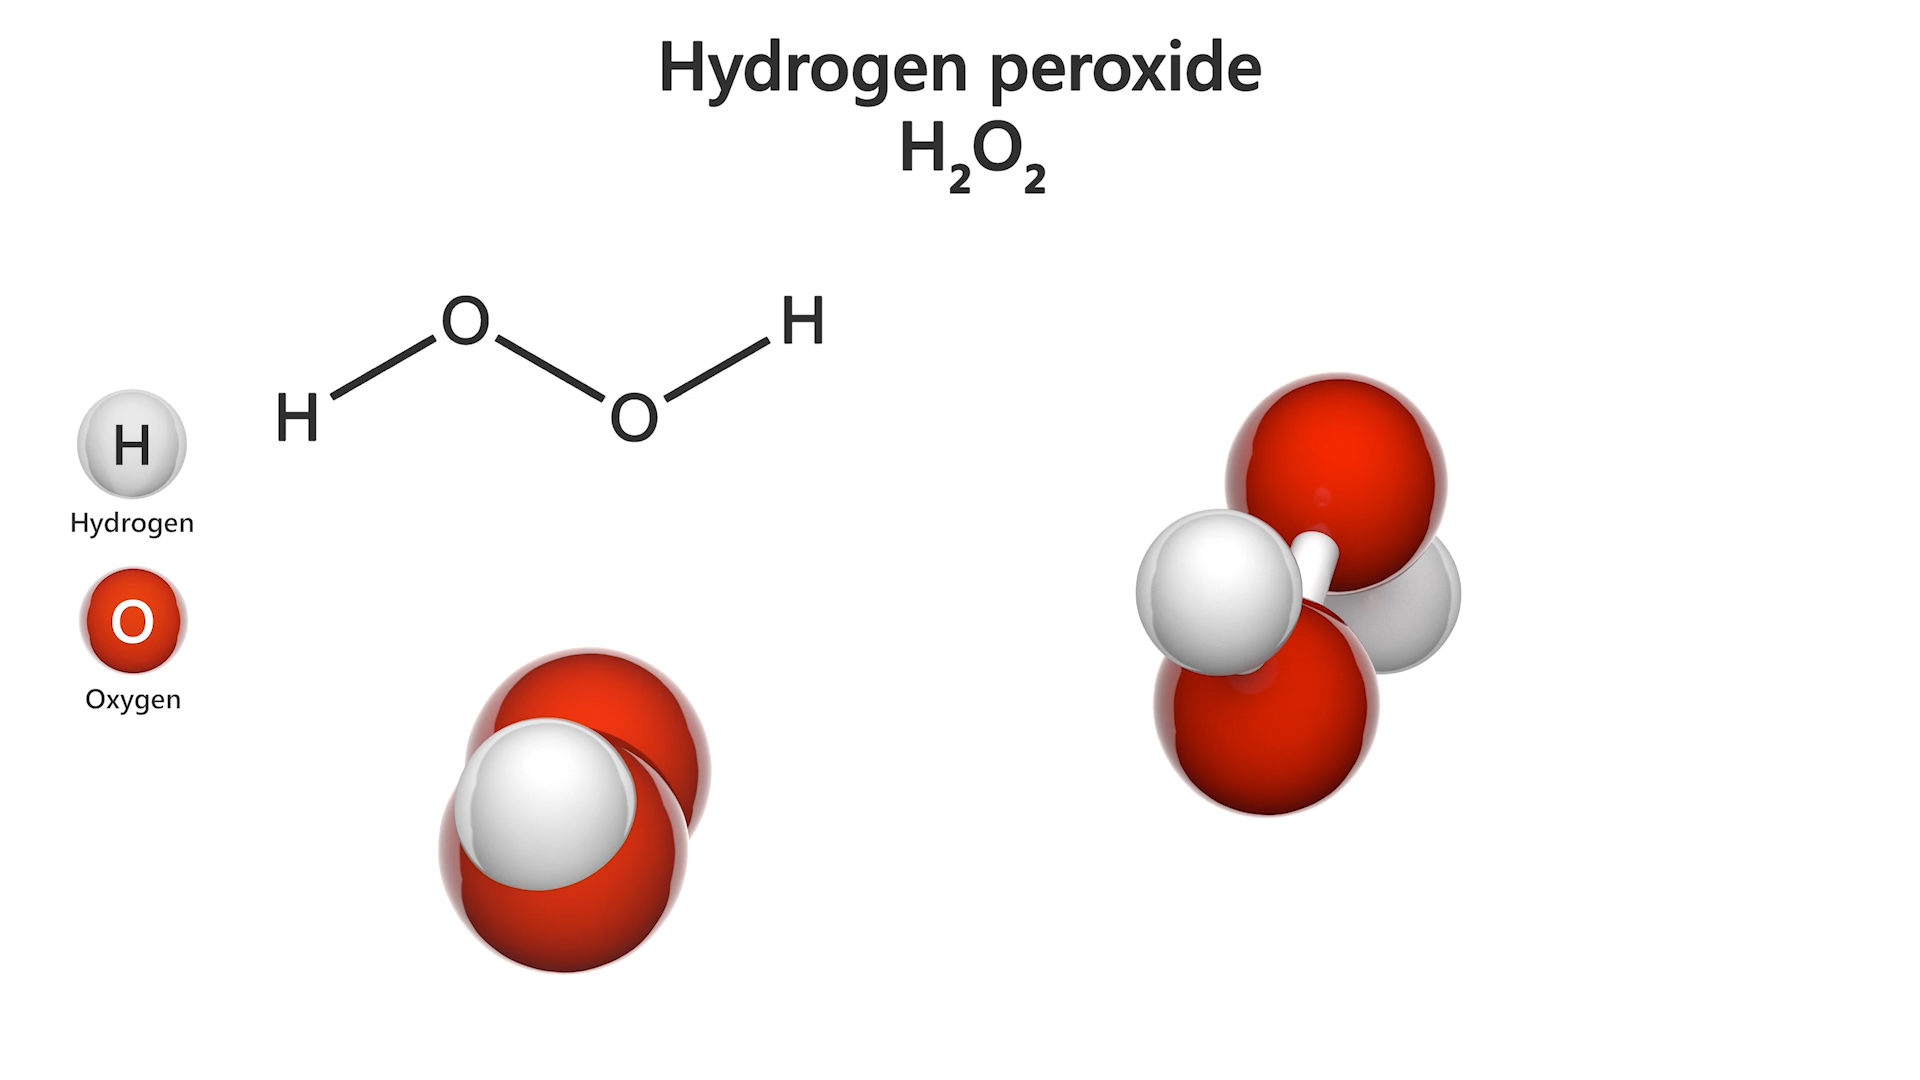 Hydrogen peroxide
H₂O₂
O
H
H
O
H
Hydrogen
O
Oxygen